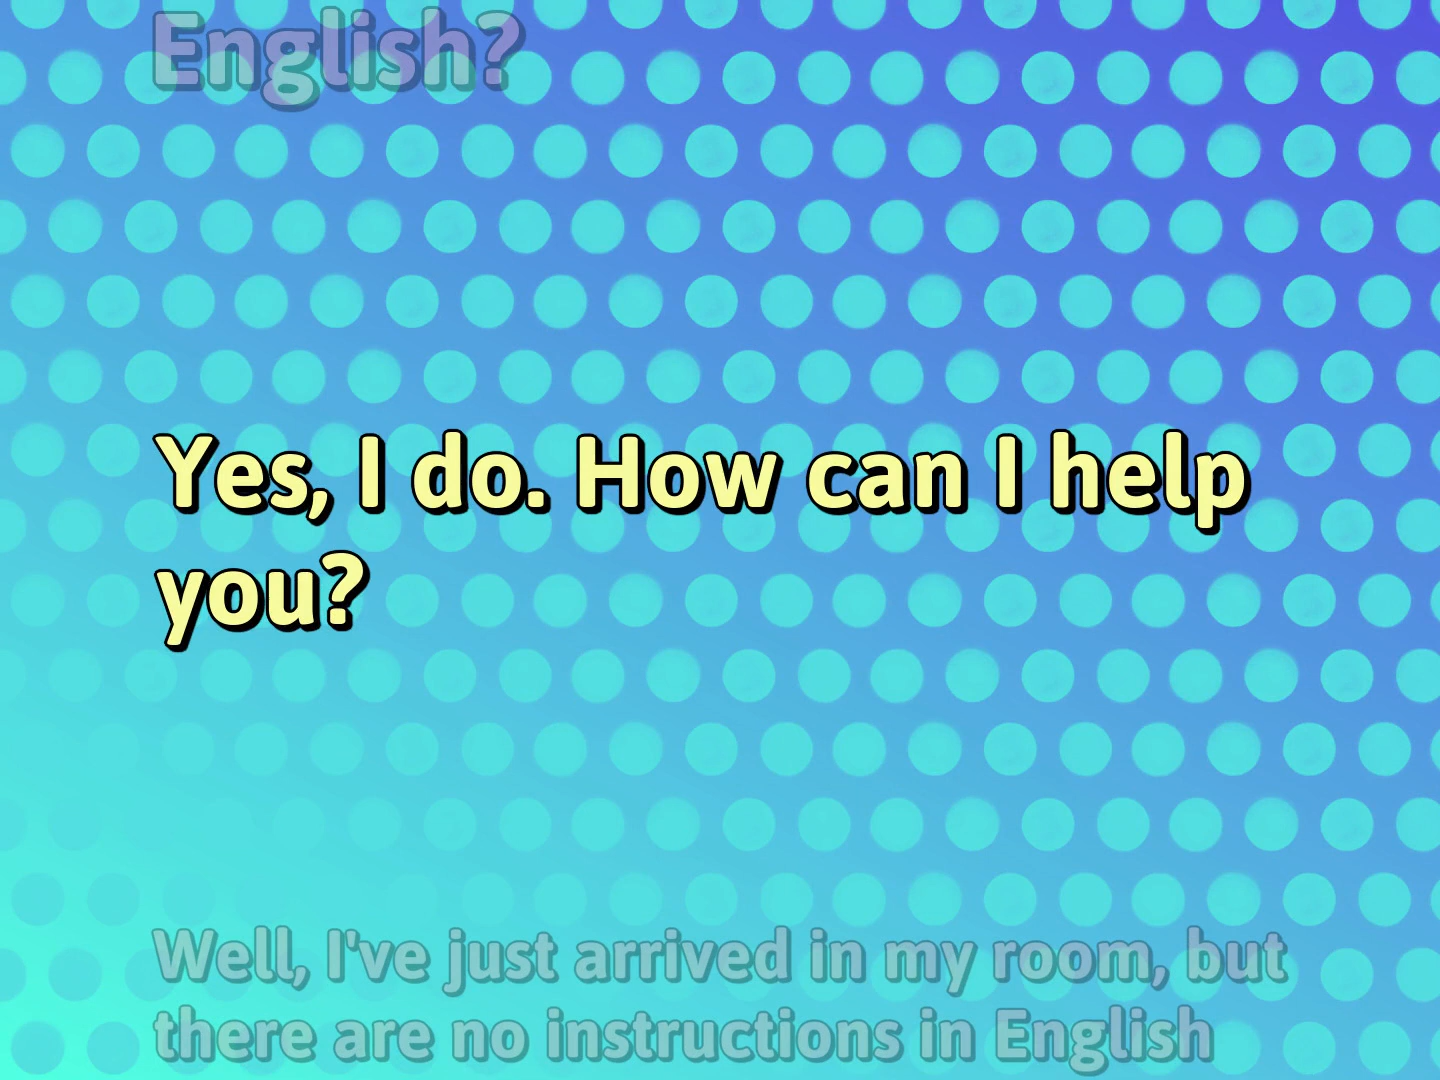 English?
Yes, I do. How can I help
you?
Well, I've just arrived in my room, but
there are no instructions in English